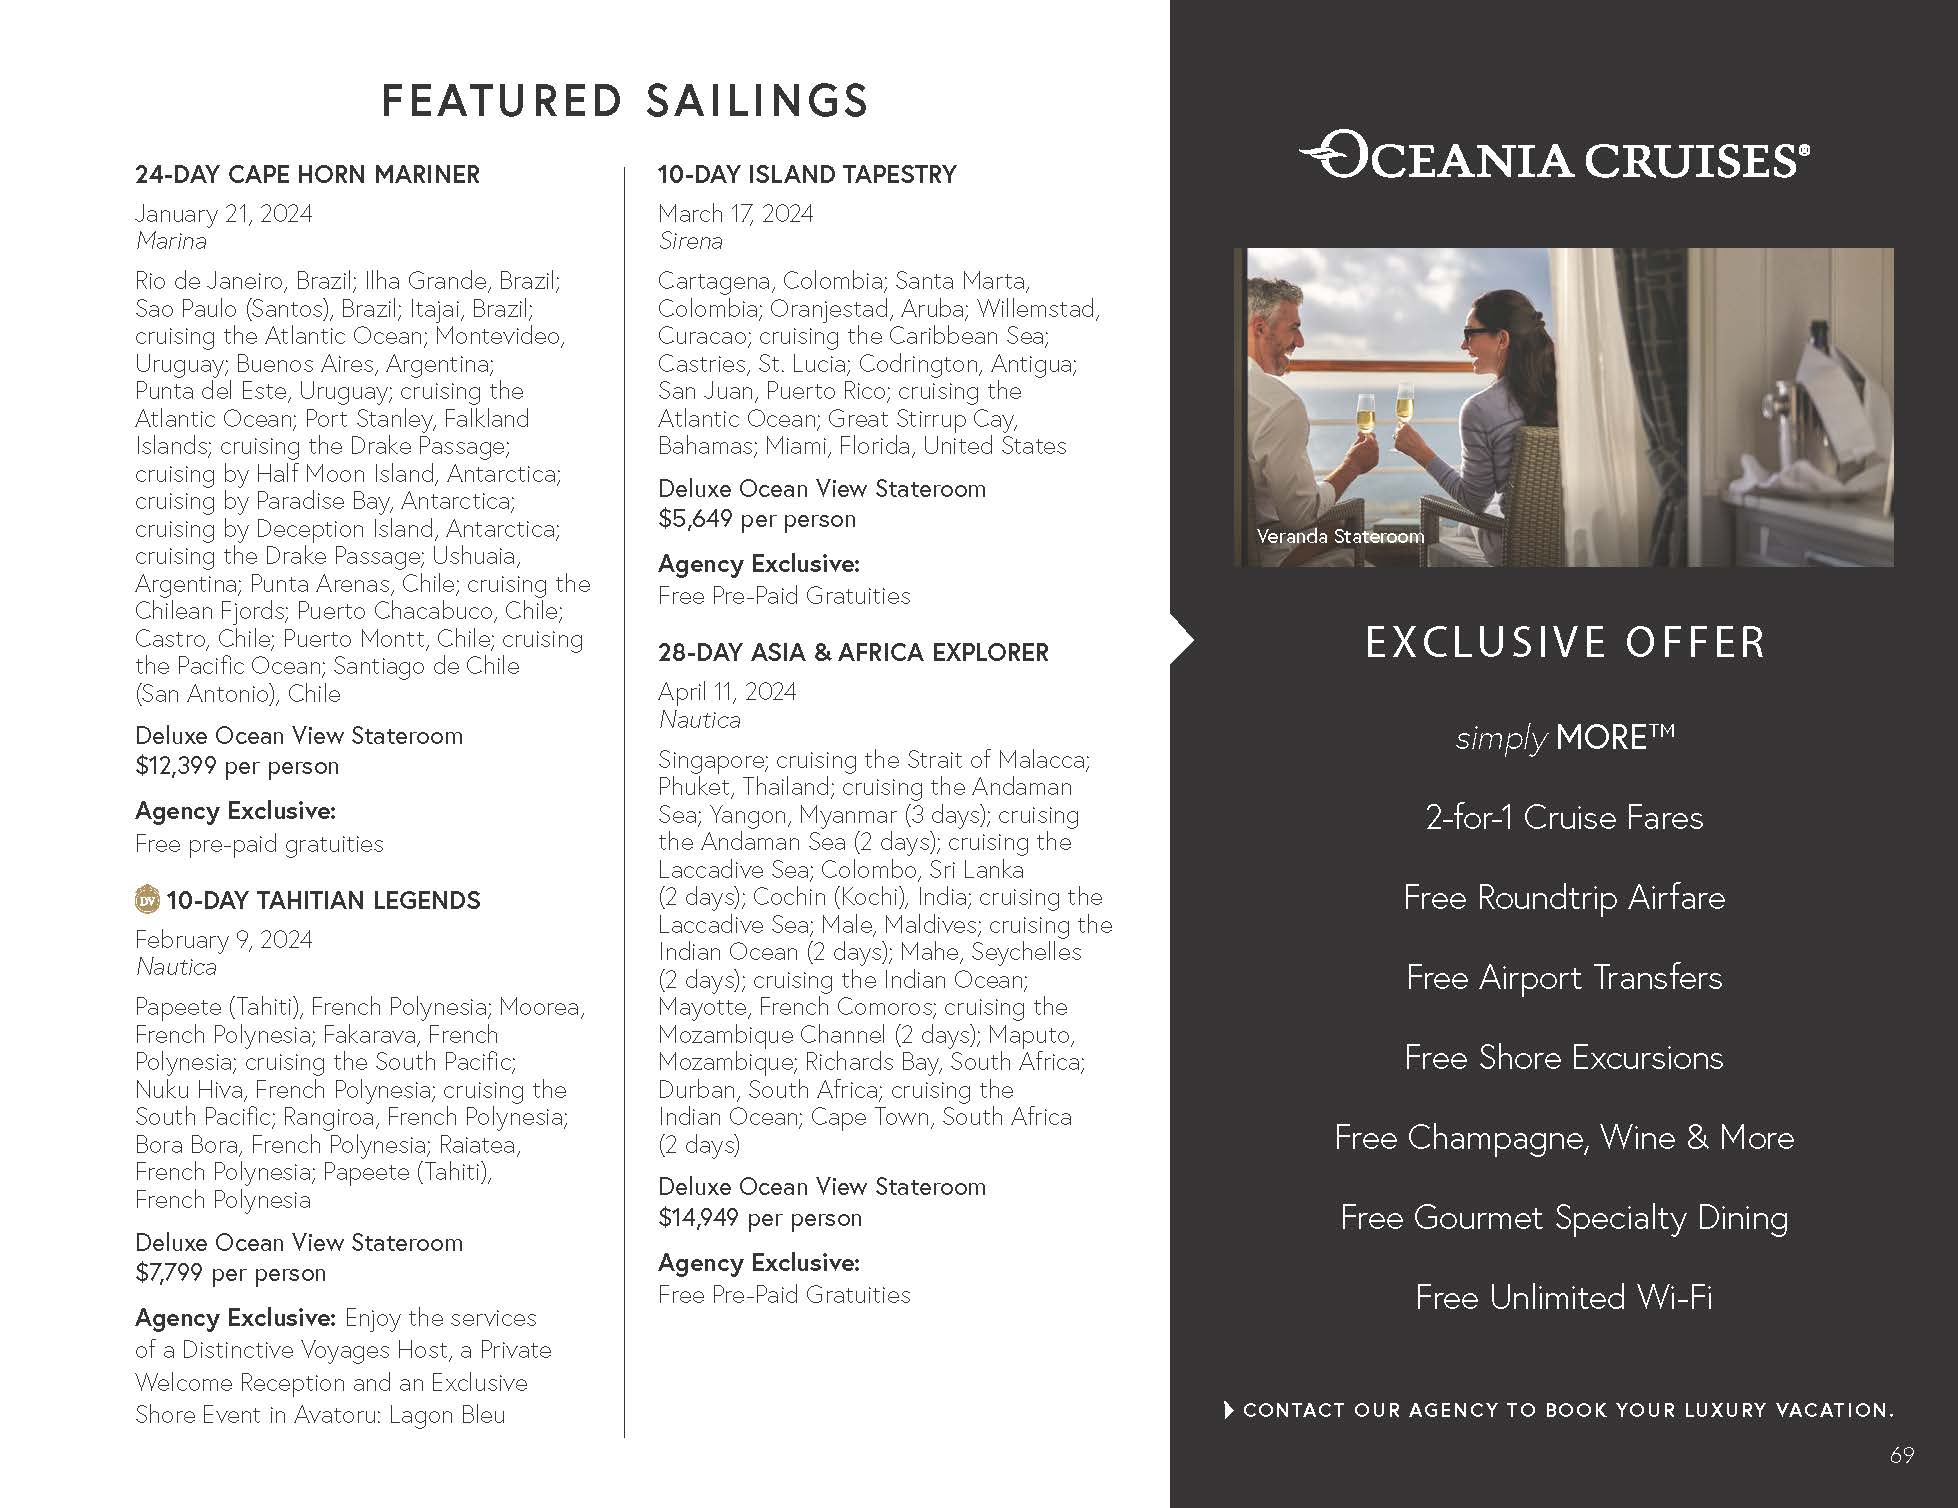 FEATURED SAILINGS
24-DAY CAPE HORN MARINER
January 21, 2024
Marina
Rio de Janeiro, Brazil; Ilha Grande, Brazil;
Sao Paulo (Santos), Brazil; Itajai, Brazil;
cruising the Atlantic Ocean; Montevideo,
Uruguay; Buenos Aires, Argentina;
Punta del Este, Uruguay; cruising the
Atlantic Ocean; Port Stanley, Falkland
Islands; cruising the Drake Passage;
cruising by Half Moon Island, Antarctica;
cruising by Paradise Bay, Antarctica;
cruising by Deception Island, Antarctica;
cruising the Drake Passage; Ushuaia,
Argentina; Punta Arenas, Chile; cruising the
Chilean Fjords; Puerto Chacabuco, Chile;
Castro, Chile; Puerto Montt, Chile; cruising
the Pacific Ocean; Santiago de Chile
(San Antonio), Chile
Deluxe Ocean View Stateroom
$12,399 per person
Agency Exclusive:
Free pre-paid gratuities
DV 10-DAY TAHITIAN LEGENDS
February 9, 2024
Nautica
Papeete (Tahiti), French Polynesia; Moorea,
French Polynesia; Fakarava, French
Polynesia; cruising the South Pacific;
Nuku Hiva, French Polynesia; cruising the
South Pacific; Rangiroa, French Polynesia;
Bora Bora, French Polynesia; Raiatea,
French Polynesia; Papeete (Tahiti),
French Polynesia
Deluxe Ocean View Stateroom
$7,799 per person
Agency Exclusive: Enjoy the services
of a Distinctive Voyages Host, a Private
Welcome Reception and an Exclusive
Shore Event in Avatoru: Lagon Bleu
10-DAY ISLAND TAPESTRY
March 17, 2024
Sirena
Cartagena, Colombia; Santa Marta,
Colombia; Oranjestad, Aruba; Willemstad,
Curacao; cruising the Caribbean Sea;
Castries, St. Lucia; Codrington, Antigua;
San Juan, Puerto Rico; cruising the
Atlantic Ocean; Great Stirrup Cay,
Bahamas; Miami, Florida, United States
Deluxe Ocean View Stateroom
$5,649 per person
Agency Exclusive:
Free Pre-Paid Gratuities
28-DAY ASIA & AFRICA EXPLORER
April 11, 2024
Nautica
Singapore; cruising the Strait of Malacca;
Phuket, Thailand; cruising the Andaman
Sea; Yangon, Myanmar (3 days); cruising
the Andaman Sea (2 days); cruising the
Laccadive Sea; Colombo, Sri Lanka
(2 days); Cochin (Kochi), India; cruising the
Laccadive Sea; Male, Maldives; cruising the
Indian Ocean (2 days); Mahe, Seychelles
(2 days); cruising the Indian Ocean;
Mayotte, French Comoros; cruising the
Mozambique Channel (2 days); Maputo,
Mozambique; Richards Bay, South Africa;
Durban, South Africa; cruising the
Indian Ocean; Cape Town, South Africa
(2 days)
Deluxe Ocean View Stateroom
$14,949 per person
Agency Exclusive:
Free Pre-Paid Gratuities
OCEANIA CRUISES®
Veranda Stateroom
EXCLUSIVE OFFER
simply MORE™
2-for-1 Cruise Fares
Free Roundtrip Airfare
Free Airport Transfers
Free Shore Excursions
Free Champagne, Wine & More
Free Gourmet Specialty Dining
Free Unlimited Wi-Fi
CONTACT OUR AGENCY TO BOOK YOUR LUXURY VACATION.
69